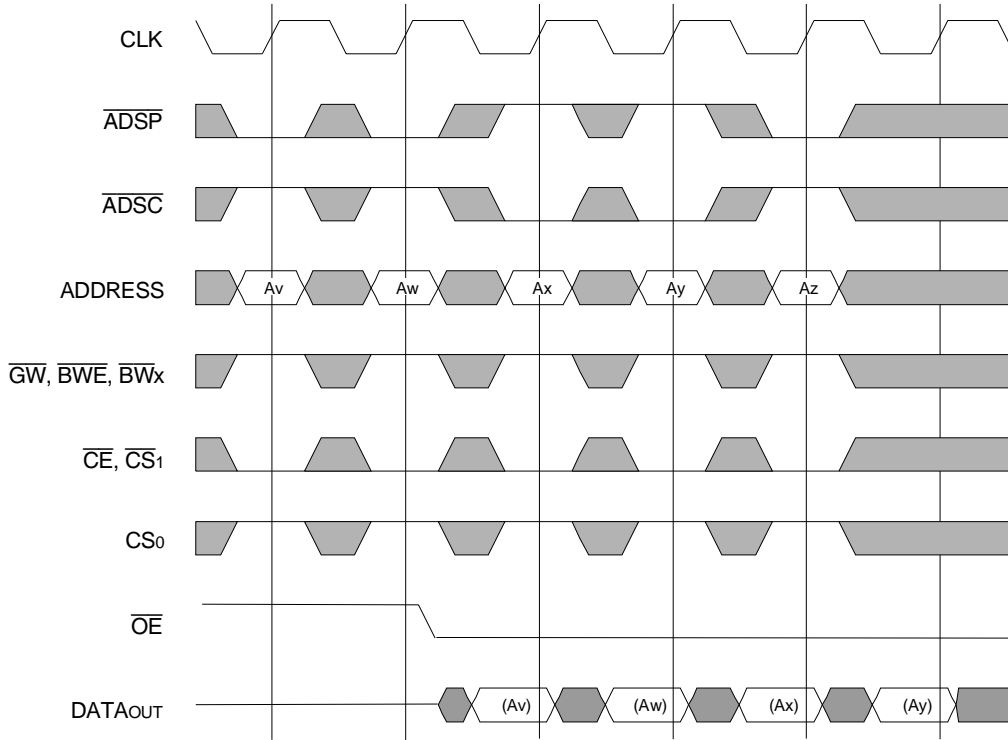 CLK
ADSP
ADSC
ADDRESS Av Aw Ax Ay Az
GW, BWE, BWx
CE, CS1
CS0
OE
DATAOUT (Av) (Aw) (Ax) (Ay)